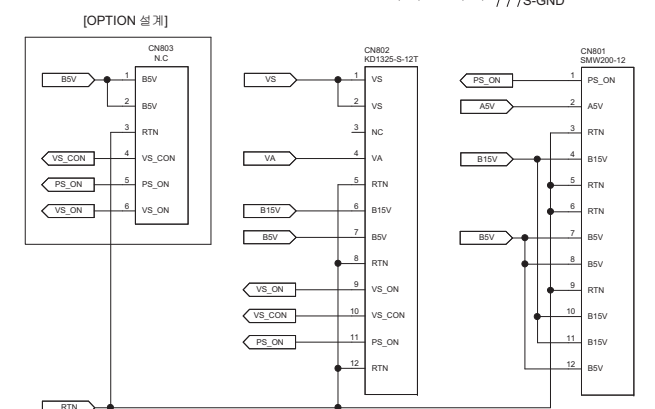 / / /S-GND
[OPTION 설계]
CN803
N.C
B5V
1 B5V
2 B5V
3 RTN
VS_CON 4 VS_CON
PS_ON 5 PS_ON
VS_ON 6 VS_ON
CN802
KD1325-S-12T
VS 1 VS
2 VS
3 NC
VA 4 VA
5 RTN
B15V 6 B15V
B5V 7 B5V
8 RTN
VS_ON 9 VS_ON
VS_CON 10 VS_CON
PS_ON 11 PS_ON
12 RTN
CN801
SMW200-12
PS_ON 1 PS_ON
A5V 2 A5V
3 RTN
B15V 4 B15V
5 RTN
6 RTN
B5V 7 B5V
8 B5V
9 RTN
10 B15V
11 B15V
12 B5V
RTN